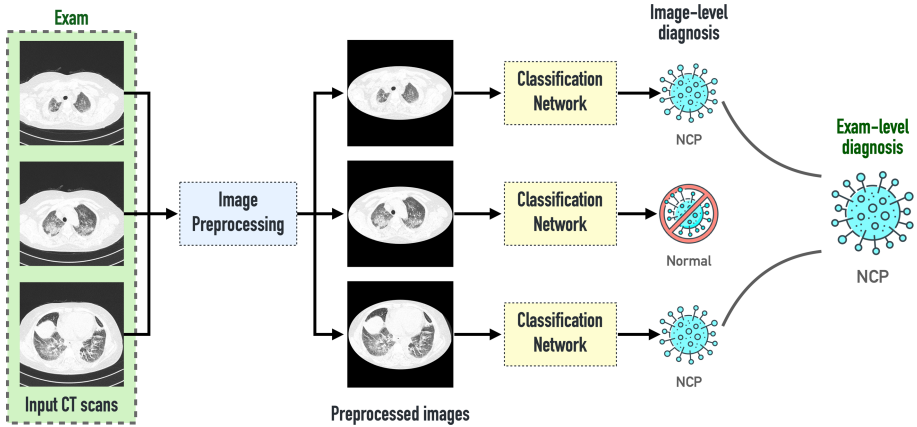 Exam
Input CT scans
Image
Preprocessing
Preprocessed images
Classification
Network
Classification
Network
Classification
Network
Image-level
diagnosis
NCP
Normal
NCP
Exam-level
diagnosis
NCP